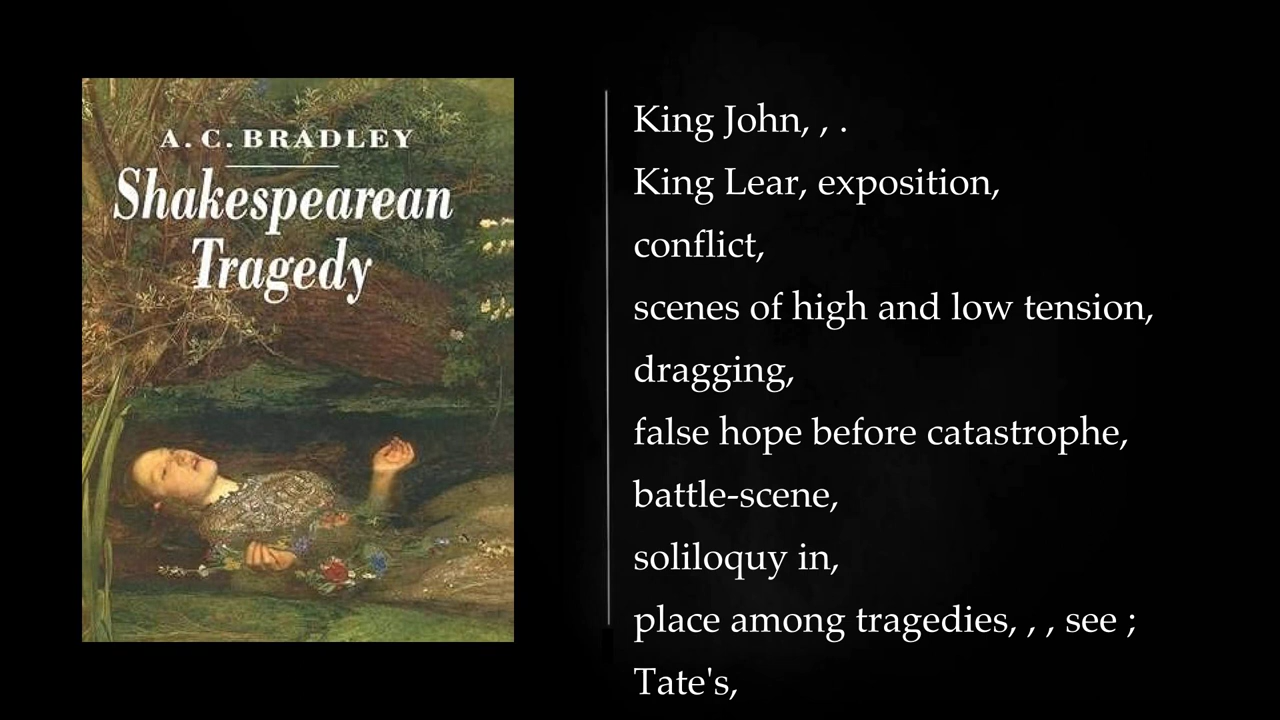 A. C. BRADLEY
Shakespearean
Tragedy
King John, , .
King Lear, exposition,
conflict,
scenes of high and low tension,
dragging,
false hope before catastrophe,
battle-scene,
soliloquy in,
place among tragedies, , , see ;
Tate's,